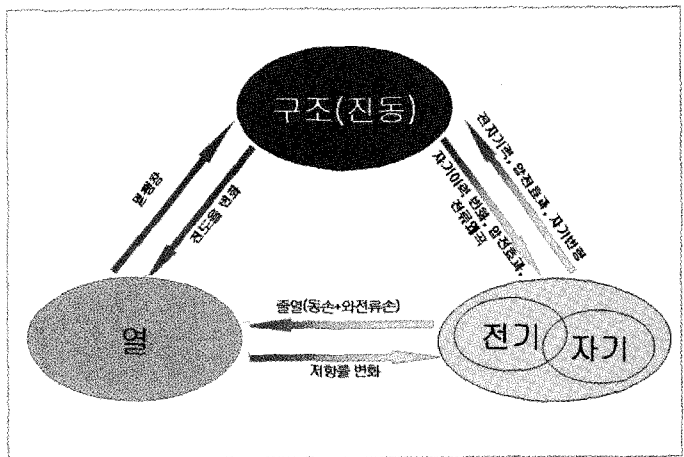 구조(진동)
열팽창
전도율 변화
전자기력, 압전효과, 자기변형
자기이력 변화, 압전효과,
전류왜곡
줄열(동손+와전류손)
열
전기
자기
저항률 변화